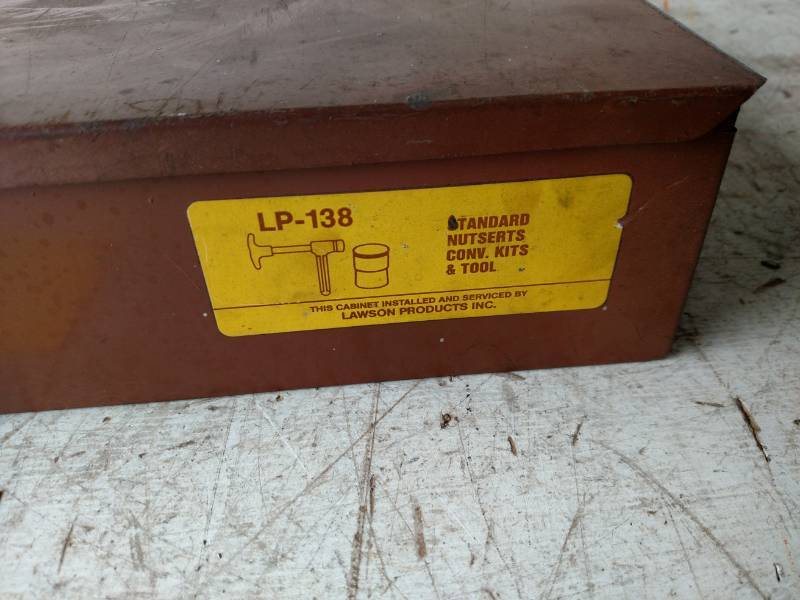 LP-138
STANDARD
NUTSERTS
CONV. KITS
& TOOL
THIS CABINET INSTALLED AND SERVICED BY
LAWSON PRODUCTS INC.